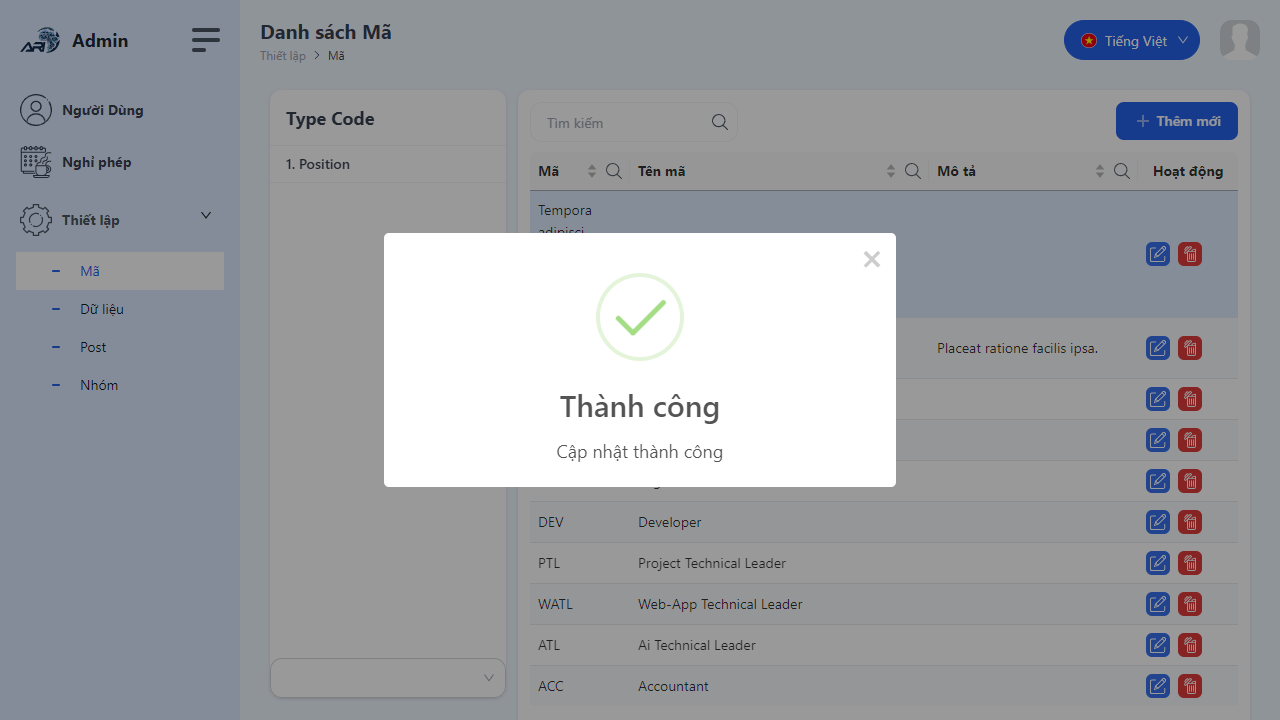 Admin
Người Dùng
Nghỉ phép
Thiết lập
Mã
Dữ liệu
Post
Nhóm
Danh sách Mã
Thiết lập > Mã
Tiếng Việt
Type Code
1. Position
Tìm kiếm
Thêm mới
Mã Tên mã Mô tả Hoạt động
Tempora
adipisci
Placeat ratione facilis ipsa.
Thành công
Cập nhật thành công
DEV Developer
PTL Project Technical Leader
WATL Web-App Technical Leader
ATL Ai Technical Leader
ACC Accountant